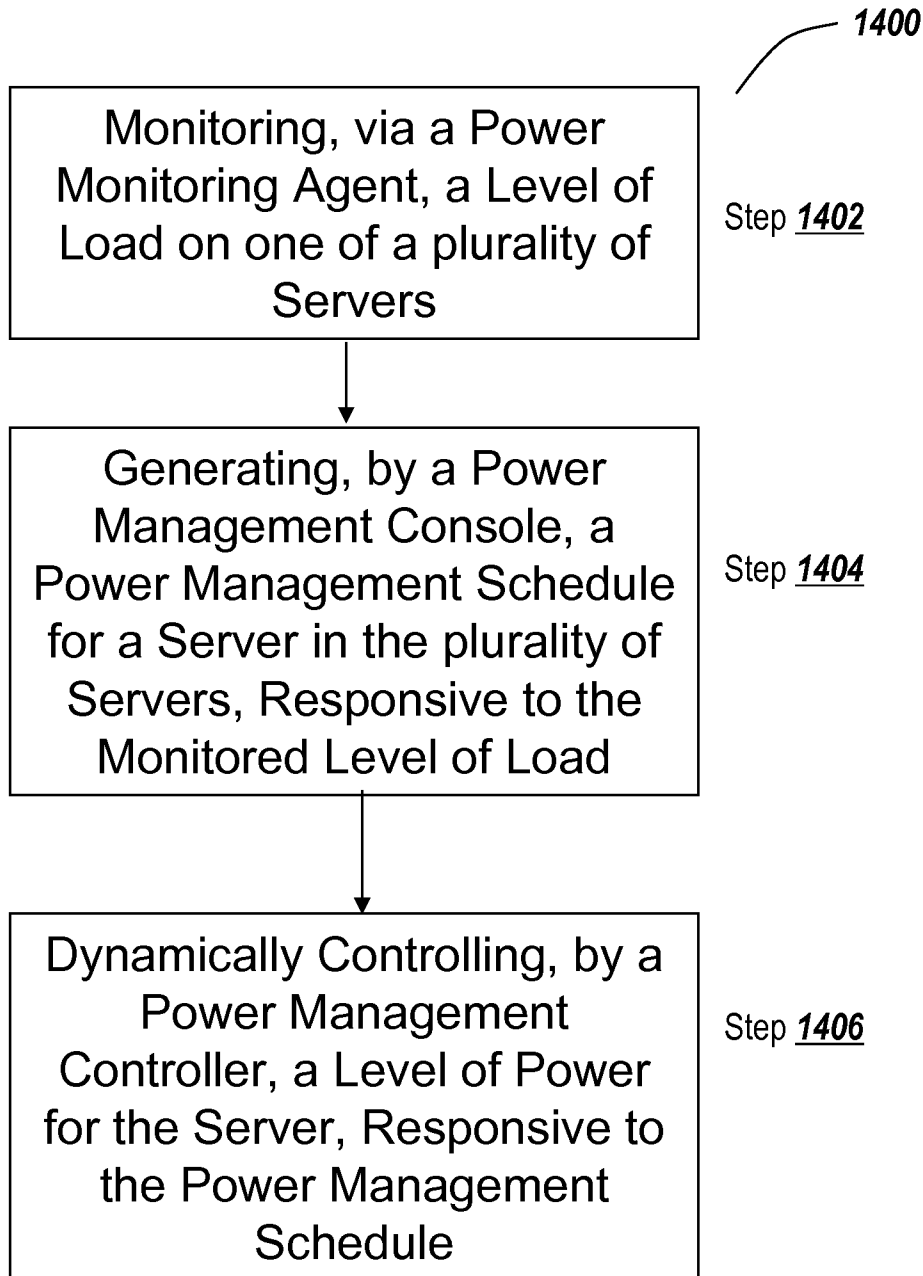 1400
Monitoring, via a Power
Monitoring Agent, a Level of
Load on one of a plurality of
Servers
Step 1402
Generating, by a Power
Management Console, a
Power Management Schedule
for a Server in the plurality of
Servers, Responsive to the
Monitored Level of Load
Step 1404
Dynamically Controlling, by a
Power Management
Controller, a Level of Power
for the Server, Responsive to
the Power Management
Schedule
Step 1406